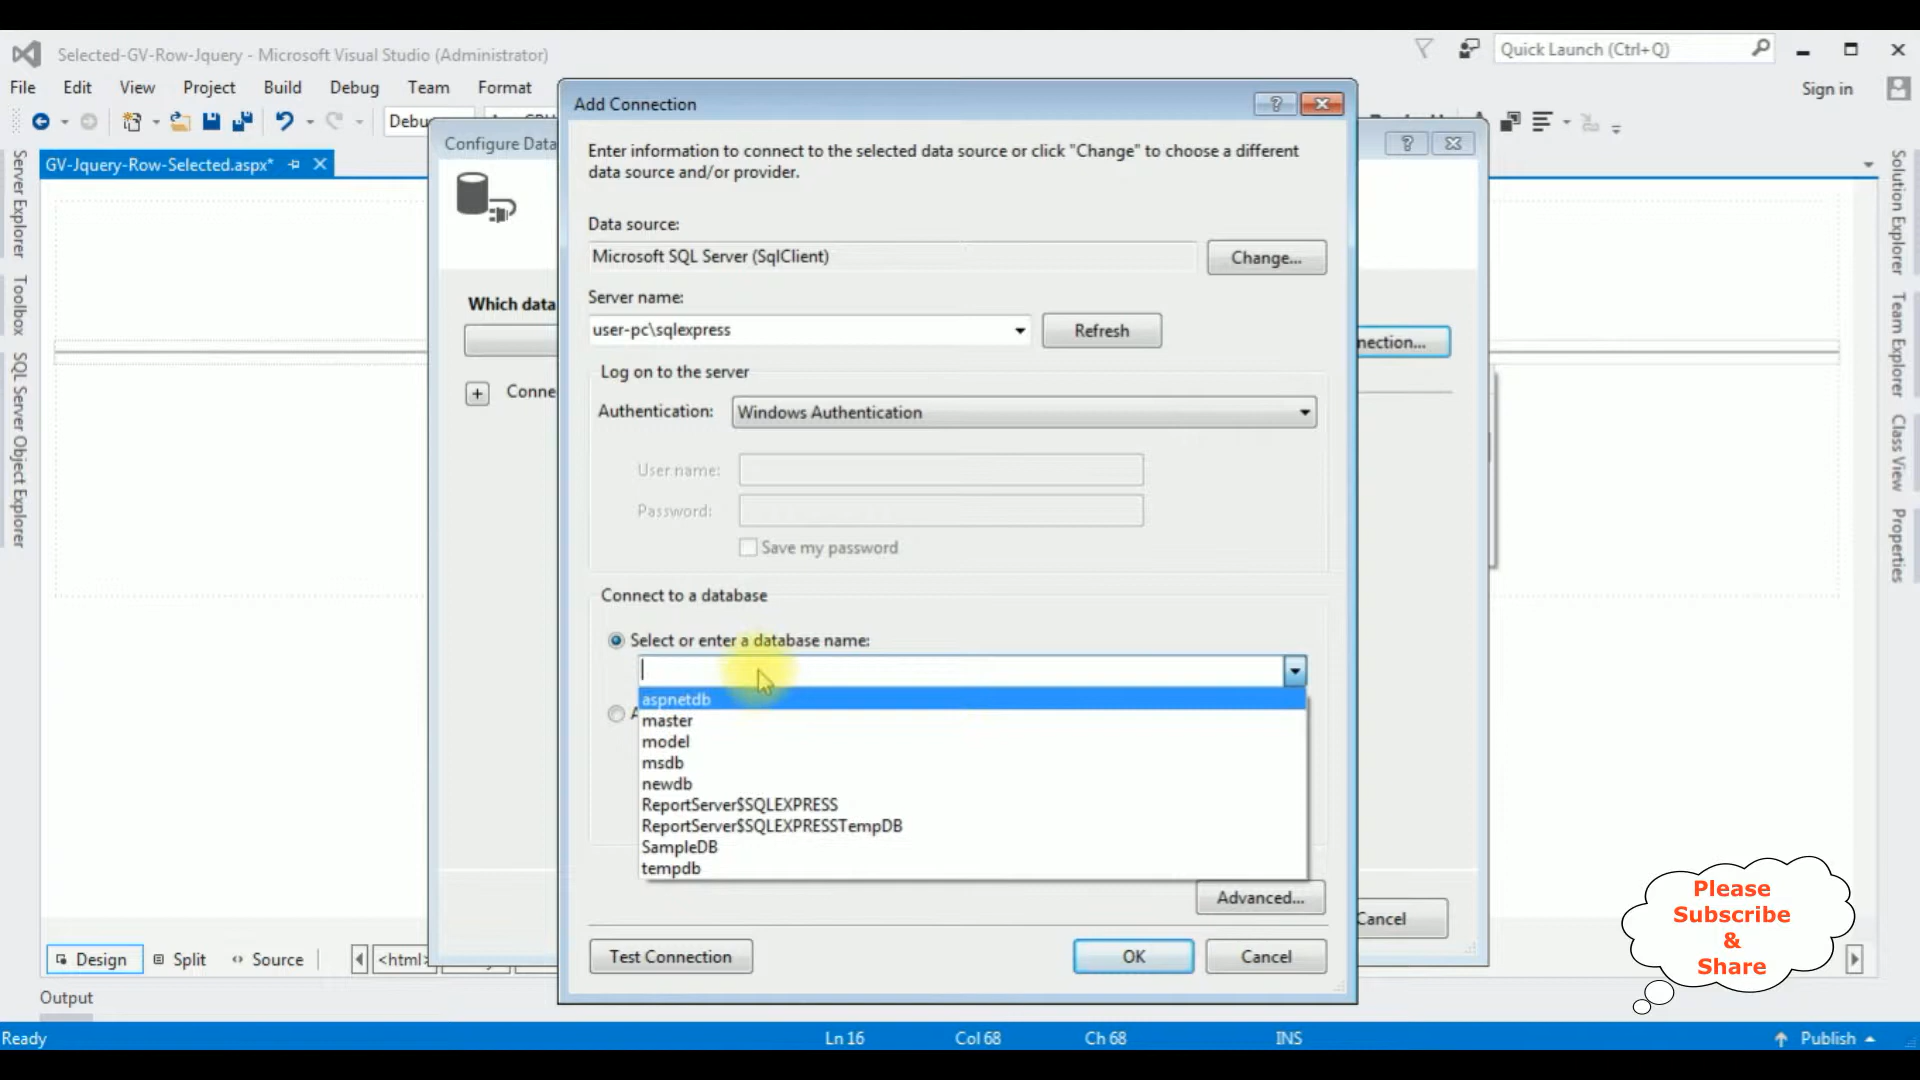 Selected-GV-Row-Jquery - Microsoft Visual Studio (Administrator)
Quick Launch (Ctrl+Q)
File Edit View Project Build Debug Team Format
Sign in
Debu
GV-Jquery-Row-Selected.aspx*
Server Explorer
Toolbox
SQL Server Object Explorer
Solution Explorer
Team Explorer
Class View
Properties
Configure Data
Which data
nection...
Conne
Cancel
Add Connection
Enter information to connect to the selected data source or click "Change" to choose a different
data source and/or provider.
Data source:
Microsoft SQL Server (SqlClient)
Change...
Server name:
user-pc\sqlexpress
Refresh
Log on to the server
Authentication: Windows Authentication
User name:
Password:
Save my password
Connect to a database
Select or enter a database name:
aspnetdb
master
model
msdb
newdb
ReportServer$SQLEXPRESS
ReportServer$SQLEXPRESSTempDB
SampleDB
tempdb
Advanced...
Test Connection
OK
Cancel
Please
Subscribe
&
Share
Design Split Source <html>
Output
Ready Ln 16 Col 68 Ch 68 INS Publish